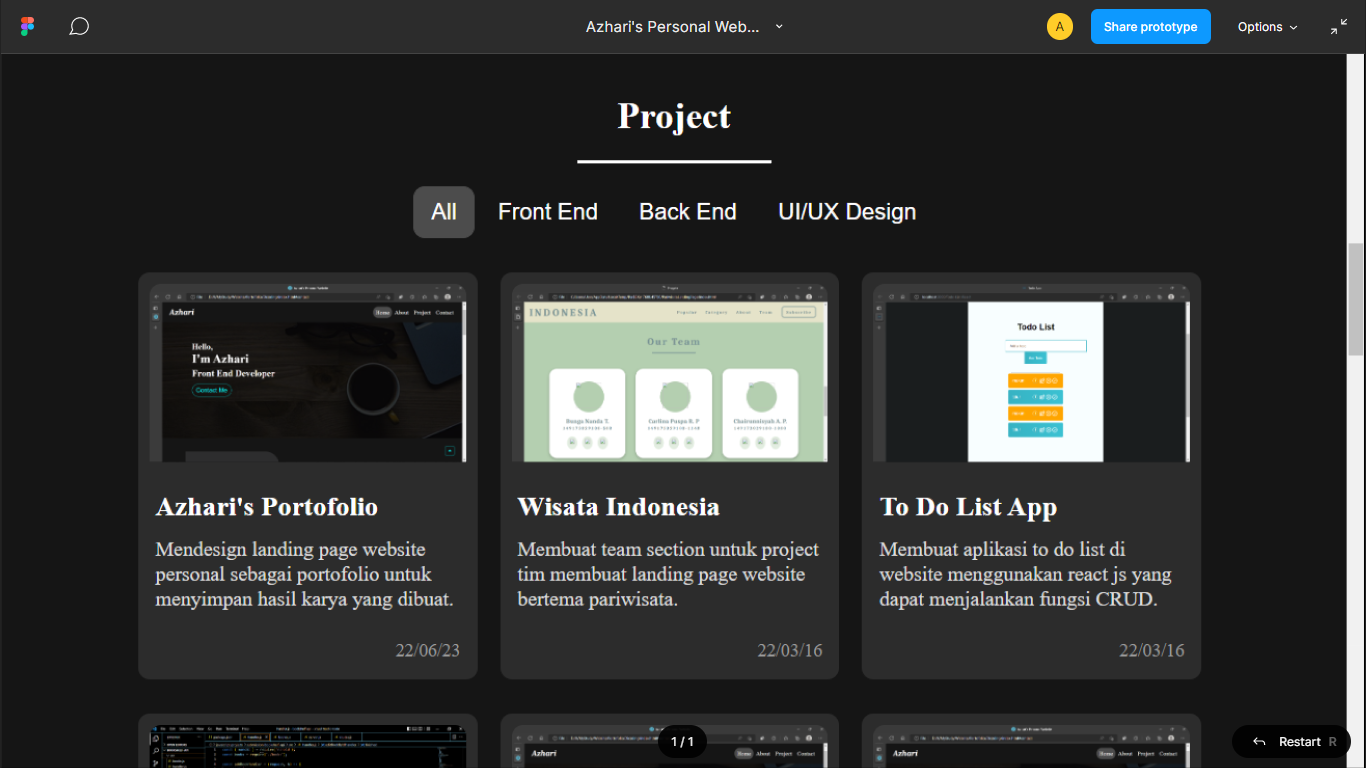 Azhari's Personal Web...
A
Share prototype
Options
Project
All
Front End
Back End
UI/UX Design
Azhari
Home About Project Contact
Hello,
I'm Azhari
Front End Developer
Contact Me
INDONESIA
Popular Category About Team Subscribe
Our Team
Todo List
Azhari's Portofolio
Mendesign landing page website
personal sebagai portofolio untuk
menyimpan hasil karya yang dibuat.
22/06/23
Wisata Indonesia
Membuat team section untuk project
tim membuat landing page website
bertema pariwisata.
22/03/16
To Do List App
Membuat aplikasi to do list di
website menggunakan react js yang
dapat menjalankan fungsi CRUD.
22/03/16
Azhari
Home About Project Contact
Azhari
Home About Project Contact
1 / 1
Restart R